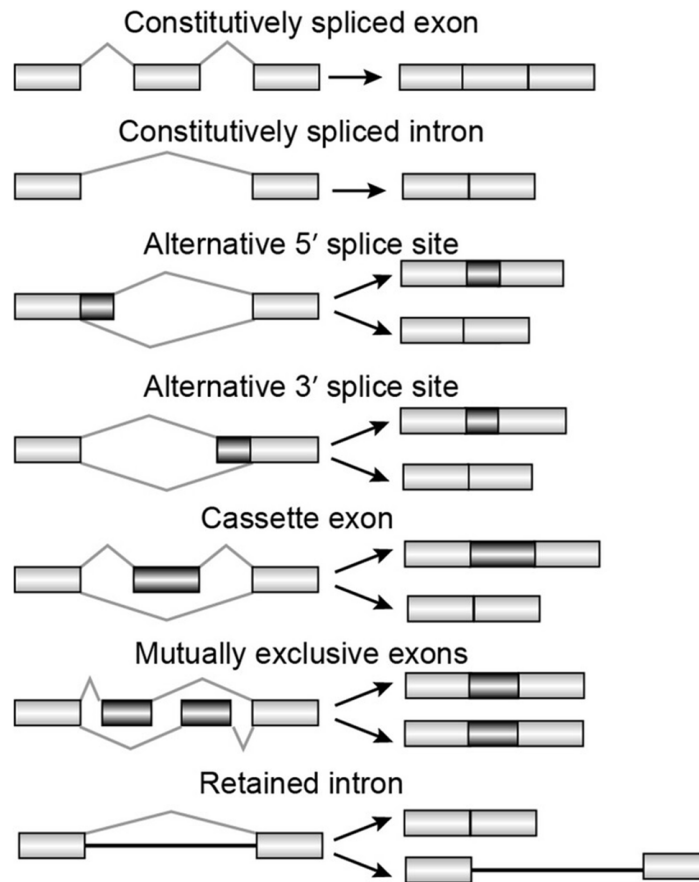 Constitutively spliced exon
Constitutively spliced intron
Alternative 5′ splice site
Alternative 3′ splice site
Cassette exon
Mutually exclusive exons
Retained intron